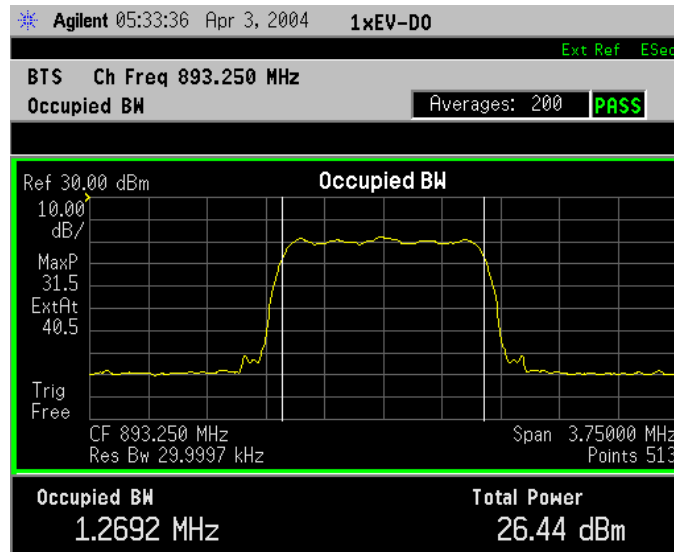 Agilent 05:33:36 Apr 3, 2004 1xEV-DO
Ext Ref ESec
BTS Ch Freq 893.250 MHz
Occupied BW Averages: 200 PASS
Ref 30.00 dBm Occupied BW
10.00
dB/
MaxP
31.5
ExtAt
40.5
Trig
Free
CF 893.250 MHz Span 3.75000 MHz
Res Bw 29.9997 kHz Points 513
Occupied BW Total Power
1.2692 MHz 26.44 dBm